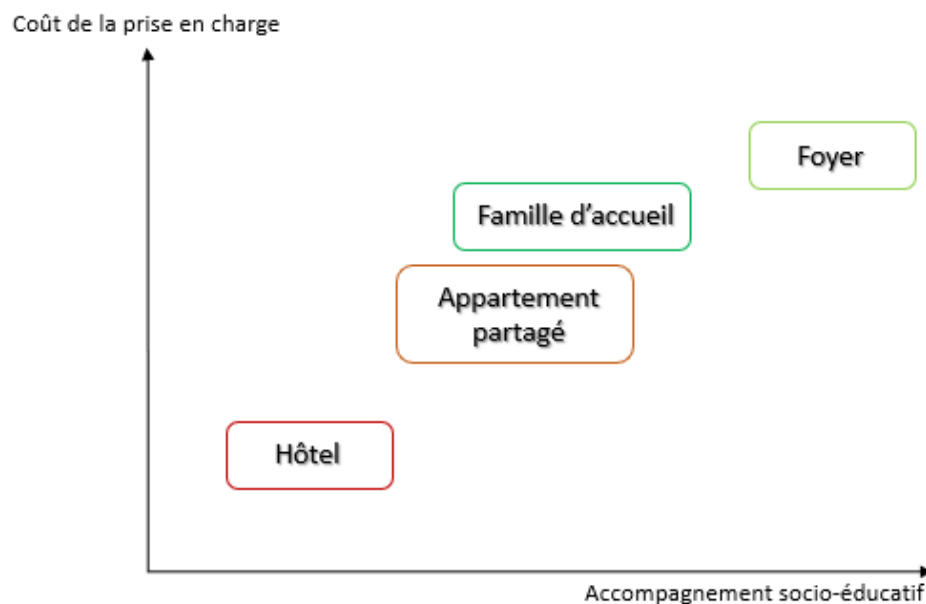 Coût de la prise en charge
Foyer
Famille d'accueil
Appartement
partagé
Hôtel
Accompagnement socio-éducatif